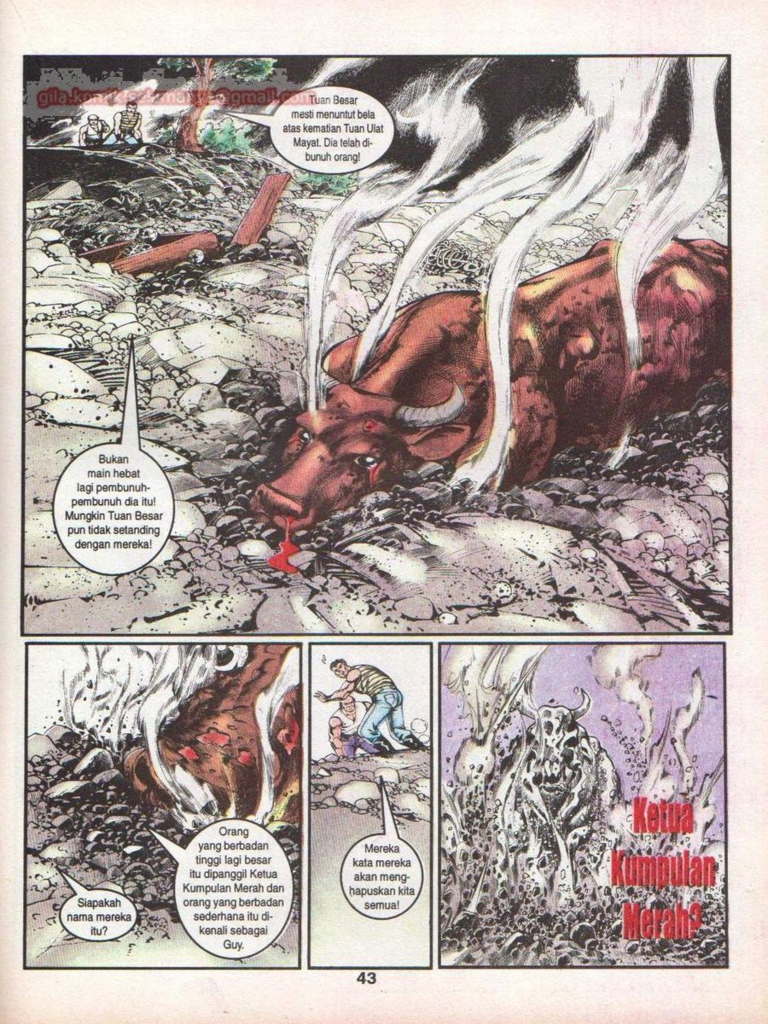 Tuan Besar
mesti menuntut bela
atas kematian Tuan Ulat
Mayat. Dia telah di-
bunuh orang!
Bukan
main hebat
lagi pembunuh-
pembunuh dia itu!
Mungkin Tuan Besar
pun tidak setanding
dengan mereka!
Siapakah
nama mereka
itu?
Orang
yang berbadan
tinggi lagi besar
itu dipanggil Ketua
Kumpulan Merah dan
orang yang berbadan
sederhana itu di-
kenali sebagai
Guy.
Mereka
kata mereka
akan meng-
hapuskan kita
semua!
Ketua
Kumpulan
Merah?
43